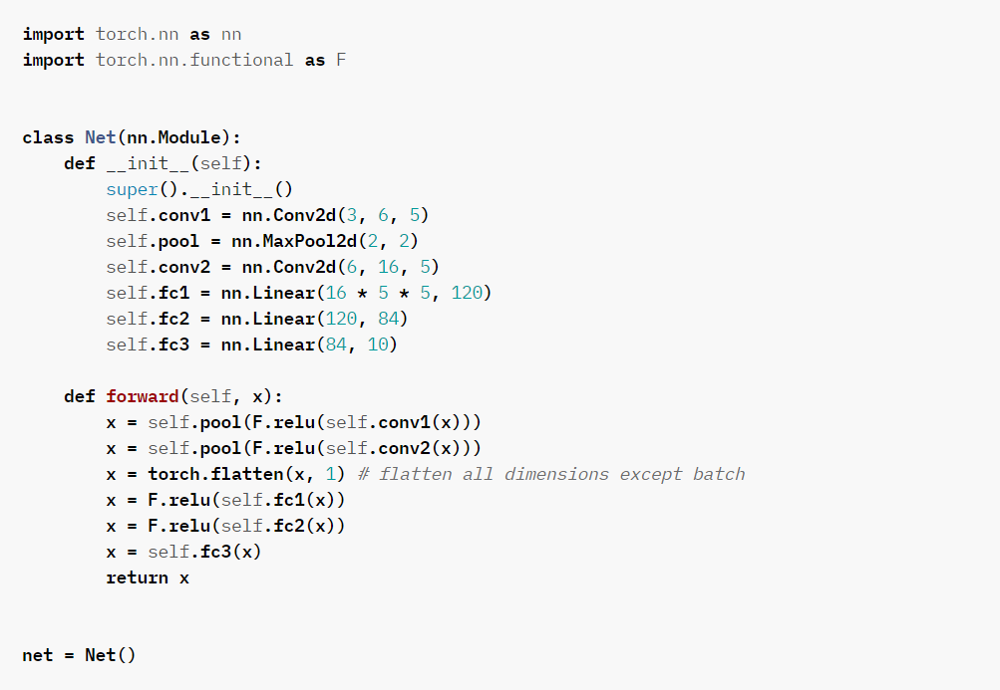 import torch.nn as nn
import torch.nn.functional as F
class Net(nn.Module):
    def __init__(self):
        super().__init__()
        self.conv1 = nn.Conv2d(3, 6, 5)
        self.pool = nn.MaxPool2d(2, 2)
        self.conv2 = nn.Conv2d(6, 16, 5)
        self.fc1 = nn.Linear(16 * 5 * 5, 120)
        self.fc2 = nn.Linear(120, 84)
        self.fc3 = nn.Linear(84, 10)
    def forward(self, x):
        x = self.pool(F.relu(self.conv1(x)))
        x = self.pool(F.relu(self.conv2(x)))
        x = torch.flatten(x, 1) # flatten all dimensions except batch
        x = F.relu(self.fc1(x))
        x = F.relu(self.fc2(x))
        x = self.fc3(x)
        return x
net = Net()